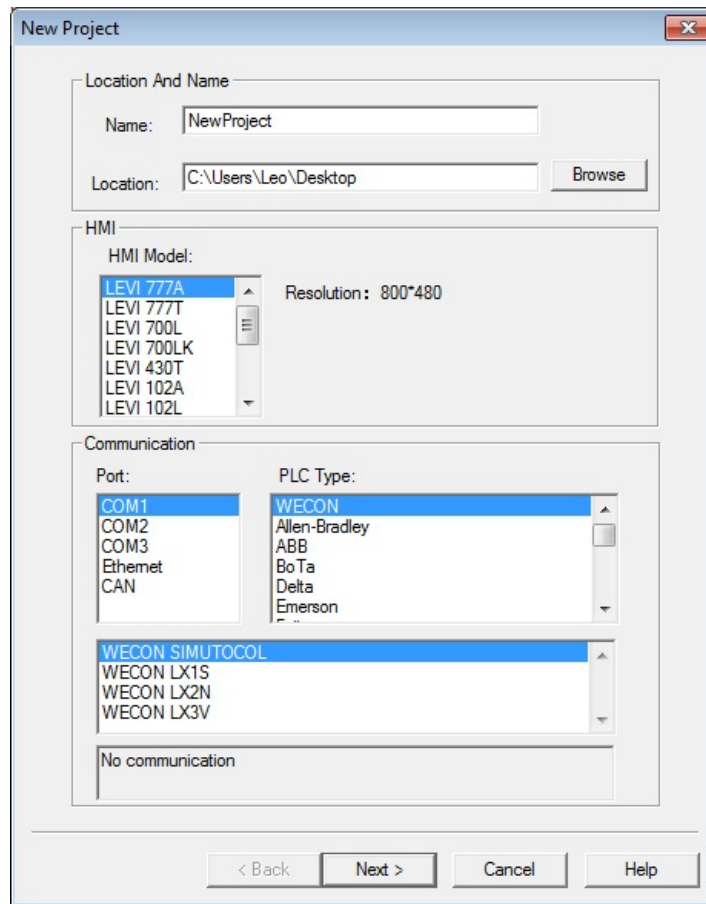 New Project
Location And Name
Name: NewProject
Location: C:\Users\Leo\Desktop Browse
HMI
HMI Model:
LEVI 777A
Resolution: 800*480
LEVI 777T
LEVI 700L
LEVI 700LK
LEVI 430T
LEVI 102A
LEVI 102L
Communication
Port:
COM1
COM2
COM3
Ethernet
CAN
PLC Type:
WECON
Allen-Bradley
ABB
BoTa
Delta
Emerson
WECON SIMUTOCOL
WECON LX1S
WECON LX2N
WECON LX3V
No communication
< Back Next > Cancel Help